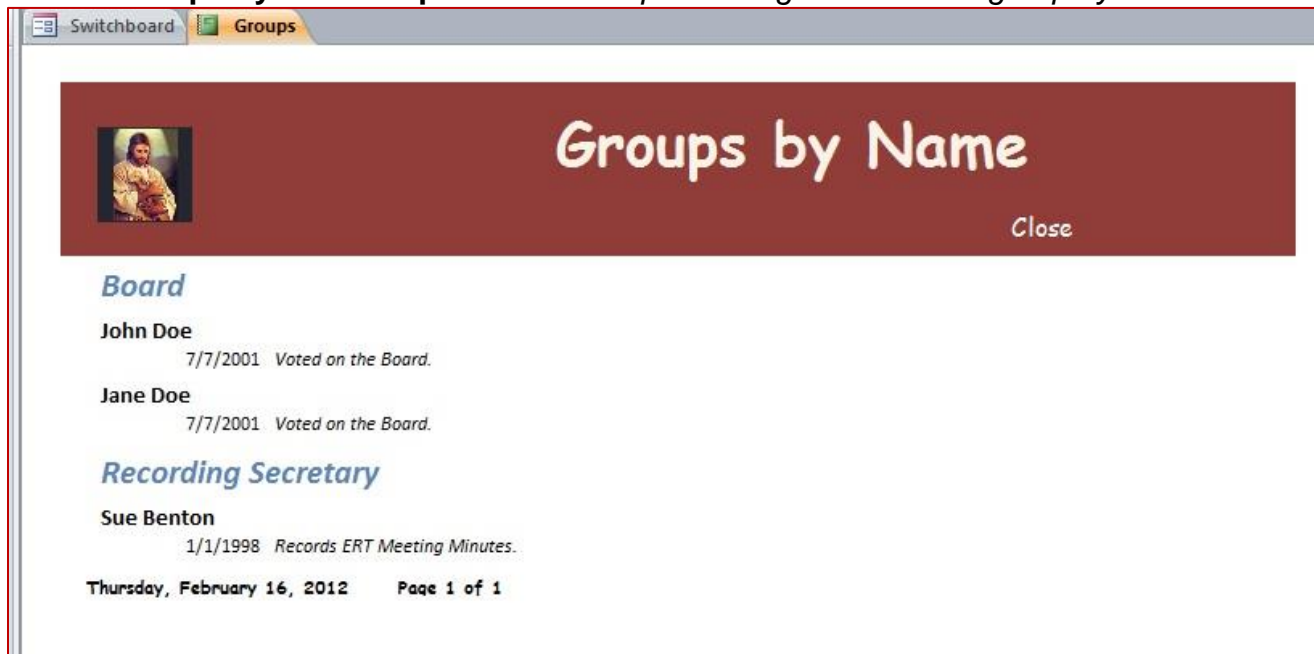 Switchboard Groups
Groups by Name
Close
Board
John Doe
7/7/2001 Voted on the Board.
Jane Doe
7/7/2001 Voted on the Board.
Recording Secretary
Sue Benton
1/1/1998 Records ERT Meeting Minutes.
Thursday, February 16, 2012 Page 1 of 1